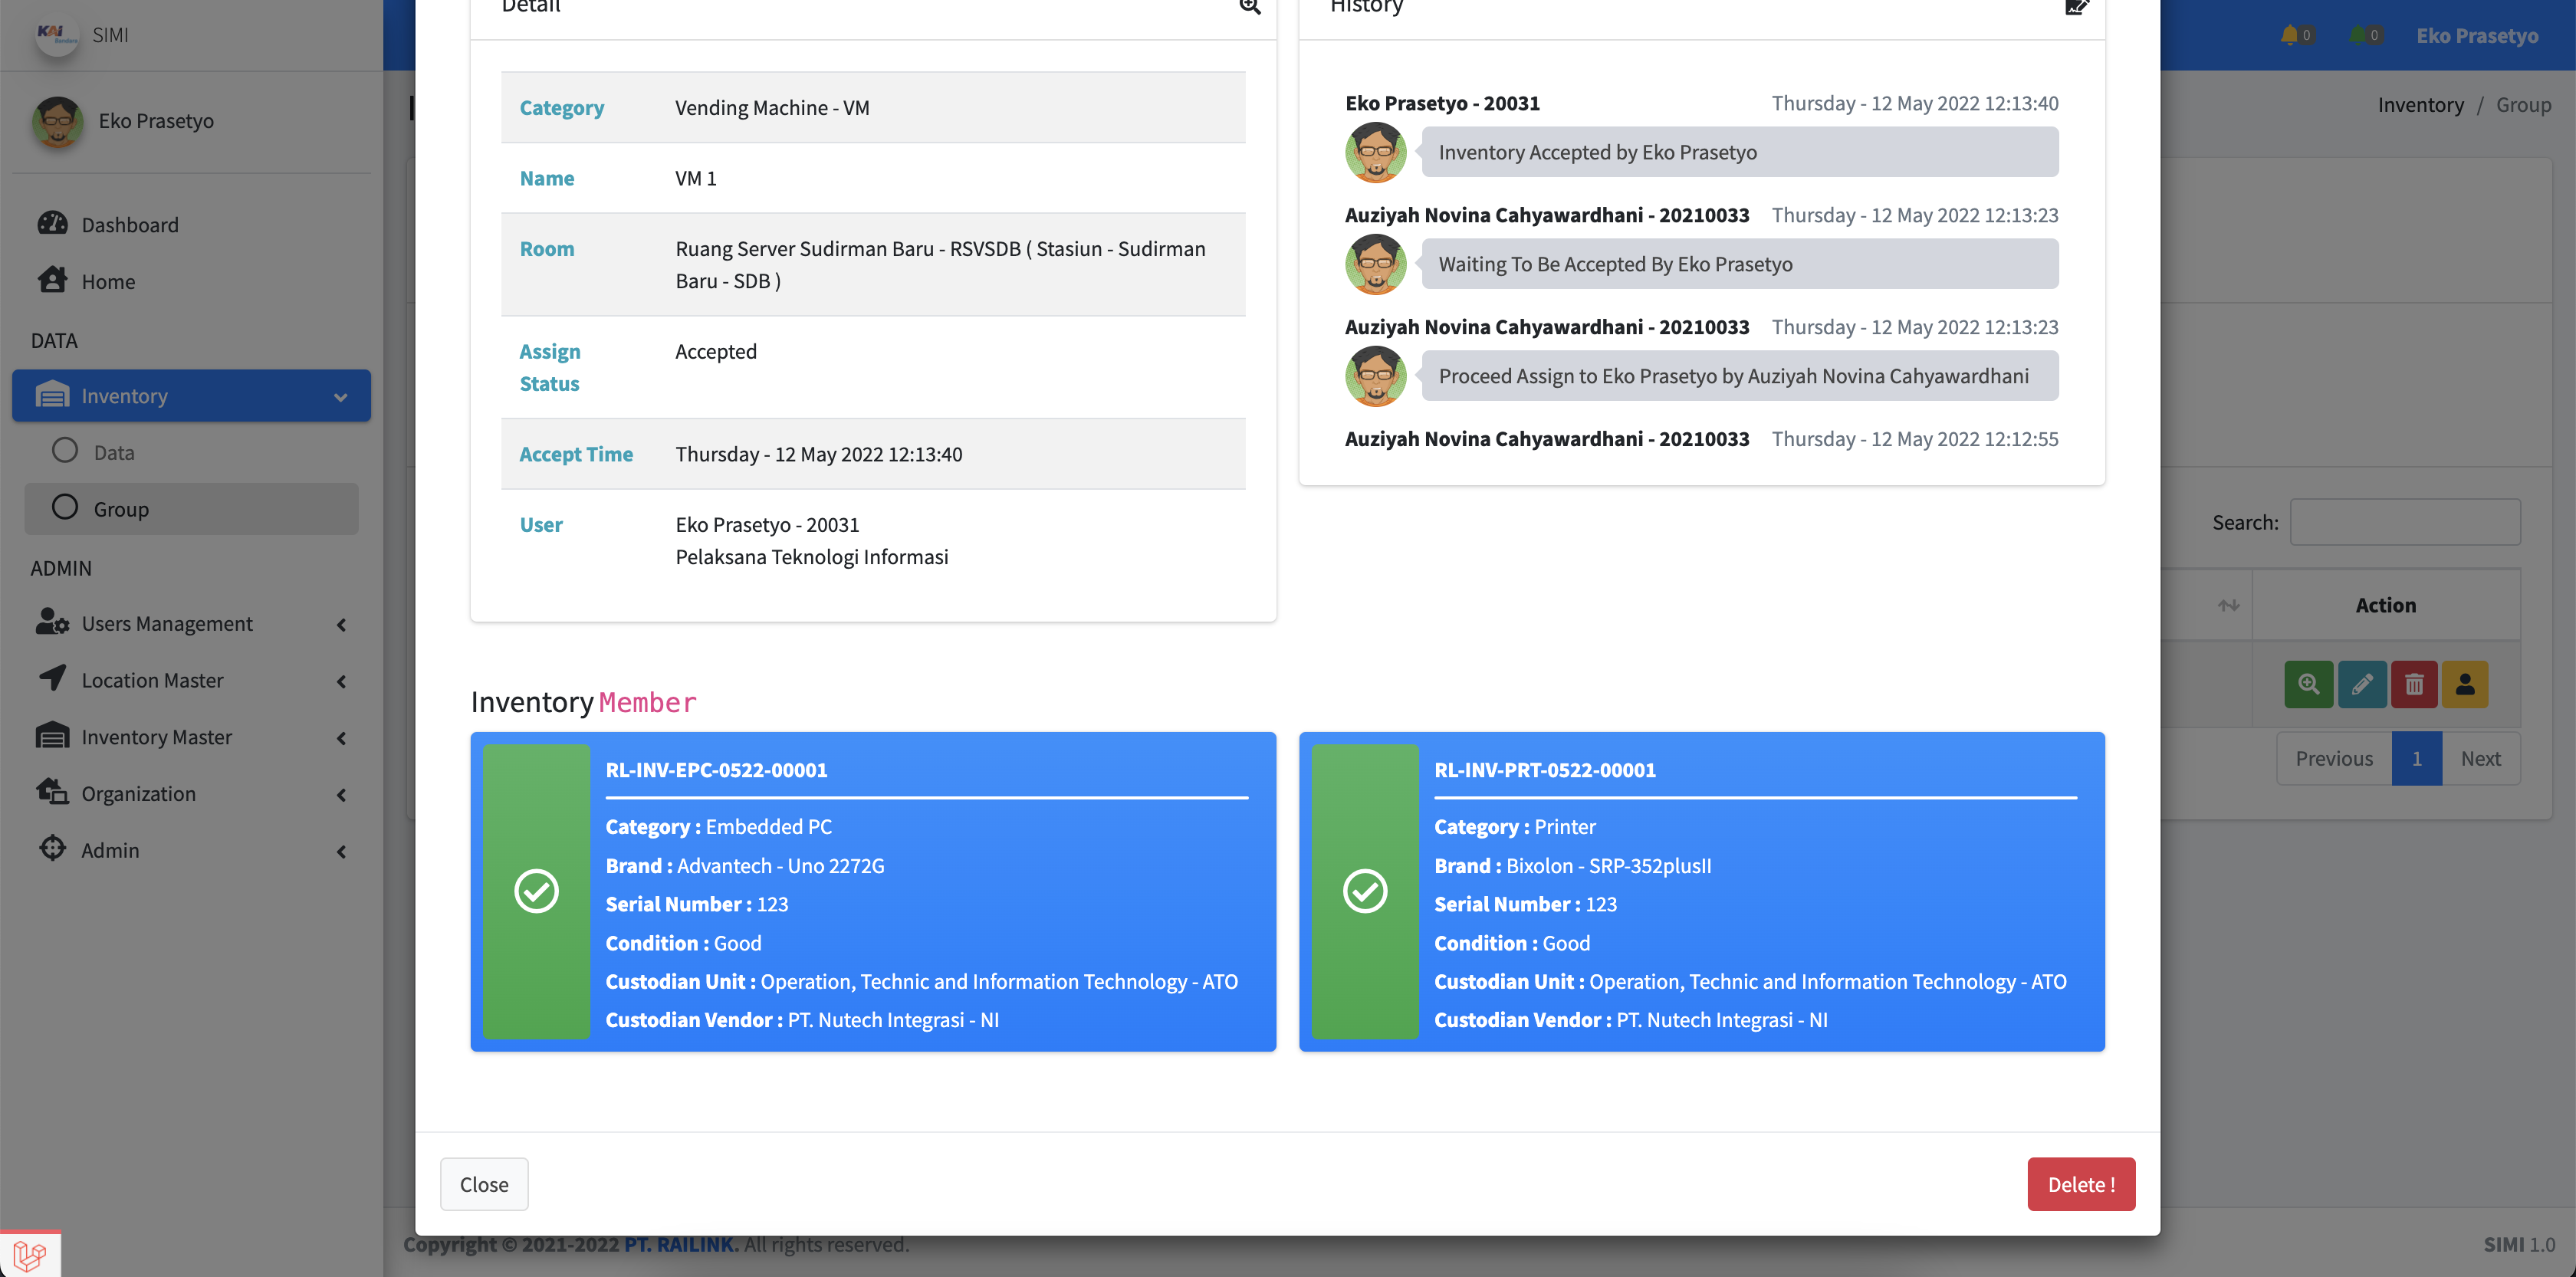 KAI Bandara
SIMI
Eko Prasetyo
Dashboard
Home
DATA
Inventory
Data
Group
ADMIN
Users Management
Location Master
Inventory Master
Organization
Admin
0
0
Eko Prasetyo
Inventory / Group
Detail
Category Vending Machine - VM
Name VM 1
Room Ruang Server Sudirman Baru - RSVSDB ( Stasiun - Sudirman
Baru - SDB )
Assign Accepted
Status
Accept Time Thursday - 12 May 2022 12:13:40
User Eko Prasetyo - 20031
Pelaksana Teknologi Informasi
History
Eko Prasetyo - 20031 Thursday - 12 May 2022 12:13:40
Inventory Accepted by Eko Prasetyo
Auziyah Novina Cahyawardhani - 20210033 Thursday - 12 May 2022 12:13:23
Waiting To Be Accepted By Eko Prasetyo
Auziyah Novina Cahyawardhani - 20210033 Thursday - 12 May 2022 12:13:23
Proceed Assign to Eko Prasetyo by Auziyah Novina Cahyawardhani
Auziyah Novina Cahyawardhani - 20210033 Thursday - 12 May 2022 12:12:55
Inventory Member
RL-INV-EPC-0522-00001
Category : Embedded PC
Brand : Advantech - Uno 2272G
Serial Number : 123
Condition : Good
Custodian Unit : Operation, Technic and Information Technology - ATO
Custodian Vendor : PT. Nutech Integrasi - NI
RL-INV-PRT-0522-00001
Category : Printer
Brand : Bixolon - SRP-352plusII
Serial Number : 123
Condition : Good
Custodian Unit : Operation, Technic and Information Technology - ATO
Custodian Vendor : PT. Nutech Integrasi - NI
Close
Delete !
Search:
Action
Previous 1 Next
Copyright © 2021-2022 PT. RAILINK. All rights reserved.
SIMI 1.0